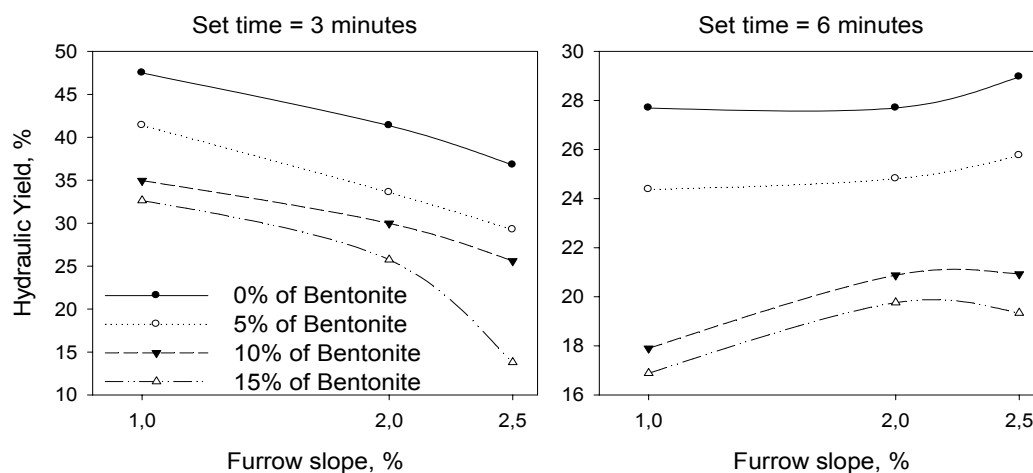 Set time = 3 minutes
Set time = 6 minutes
Hydraulic Yield, %
50
45
40
35
30
25
20
15
10
0% of Bentonite
5% of Bentonite
10% of Bentonite
15% of Bentonite
1,0
2,0
2,5
Furrow slope, %
30
28
26
24
22
20
18
16
1,0
2,0
2,5
Furrow slope, %